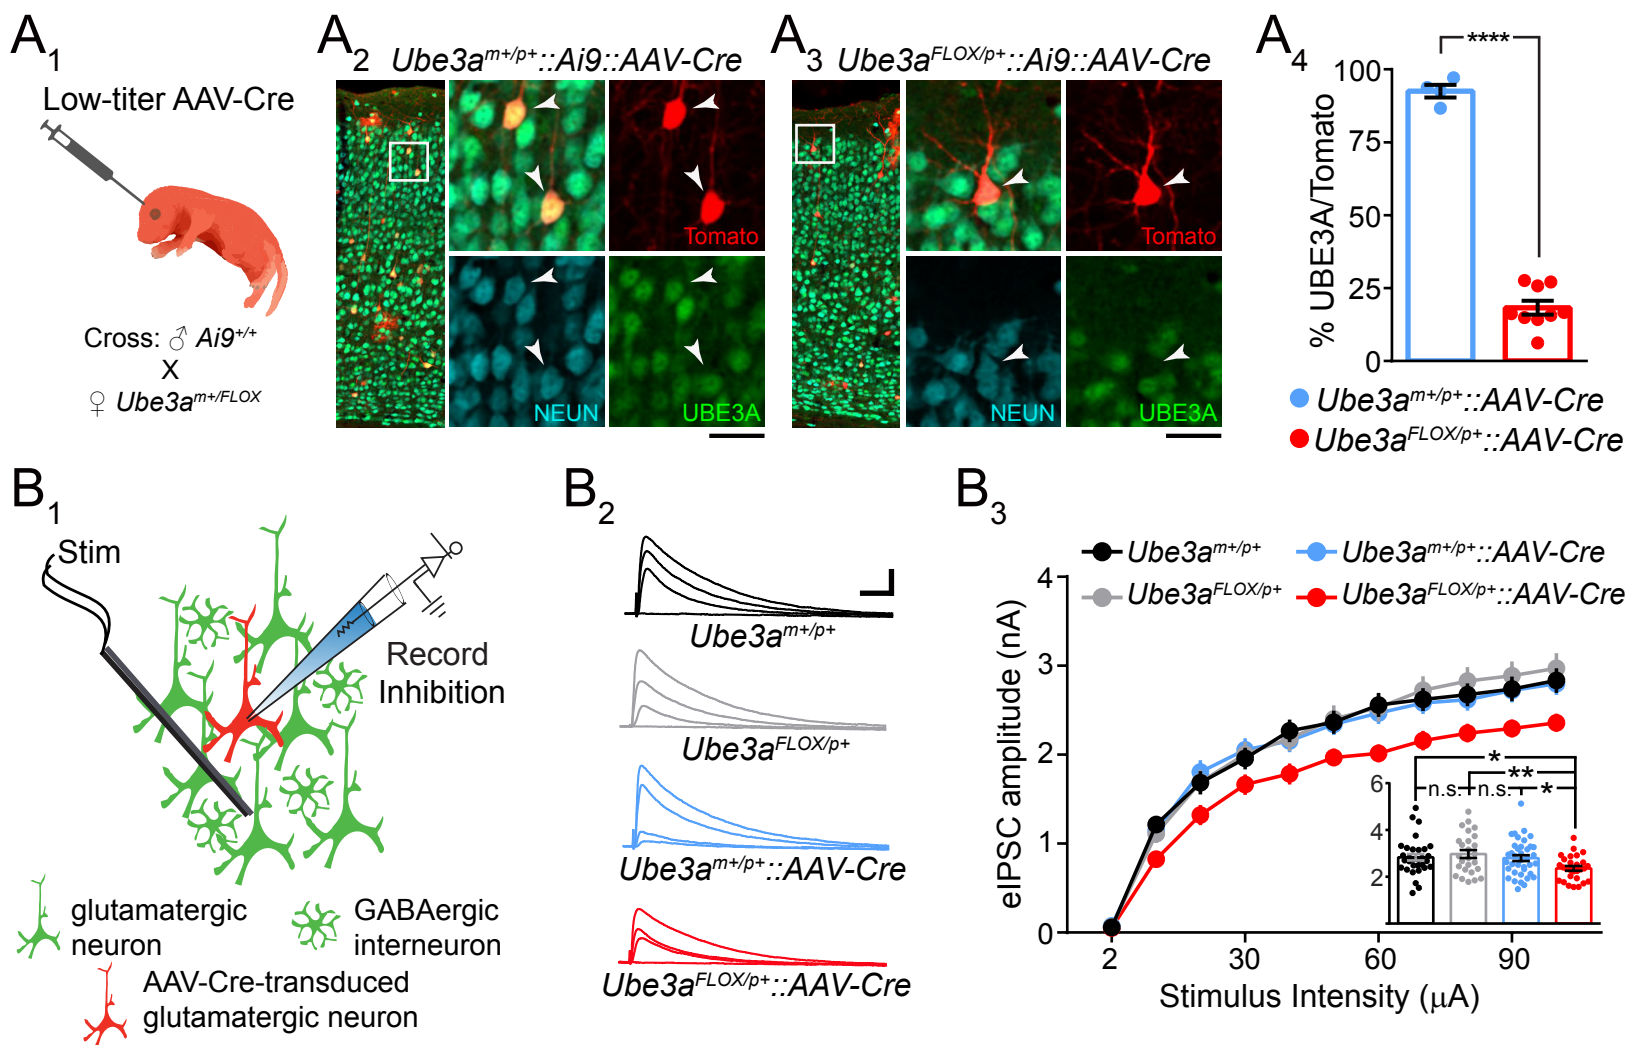 A1
Low-titer AAV-Cre
Cross: ♂ Ai9+/+
X
♀ Ube3am+/FLOX
A2
Ube3am+/p+::Ai9::AAV-Cre
Tomato
NEUN
UBE3A
A3
Ube3aFLOX/p+::Ai9::AAV-Cre
Tomato
NEUN
UBE3A
A4
****
% UBE3A/Tomato
100
75
50
25
0
Ube3am+/p+::AAV-Cre
Ube3aFLOX/p+::AAV-Cre
B1
Stim
Record
Inhibition
glutamatergic
neuron
GABAergic
interneuron
AAV-Cre-transduced
glutamatergic neuron
B2
Ube3am+/p+
Ube3aFLOX/p+
Ube3am+/p+::AAV-Cre
Ube3aFLOX/p+::AAV-Cre
B3
Ube3am+/p+
Ube3am+/p+::AAV-Cre
Ube3aFLOX/p+
Ube3aFLOX/p+::AAV-Cre
eIPSC amplitude (nA)
4
3
2
1
0
2
30
60
90
Stimulus Intensity (μA)
*
**
n.s.
n.s.
*
6
4
2